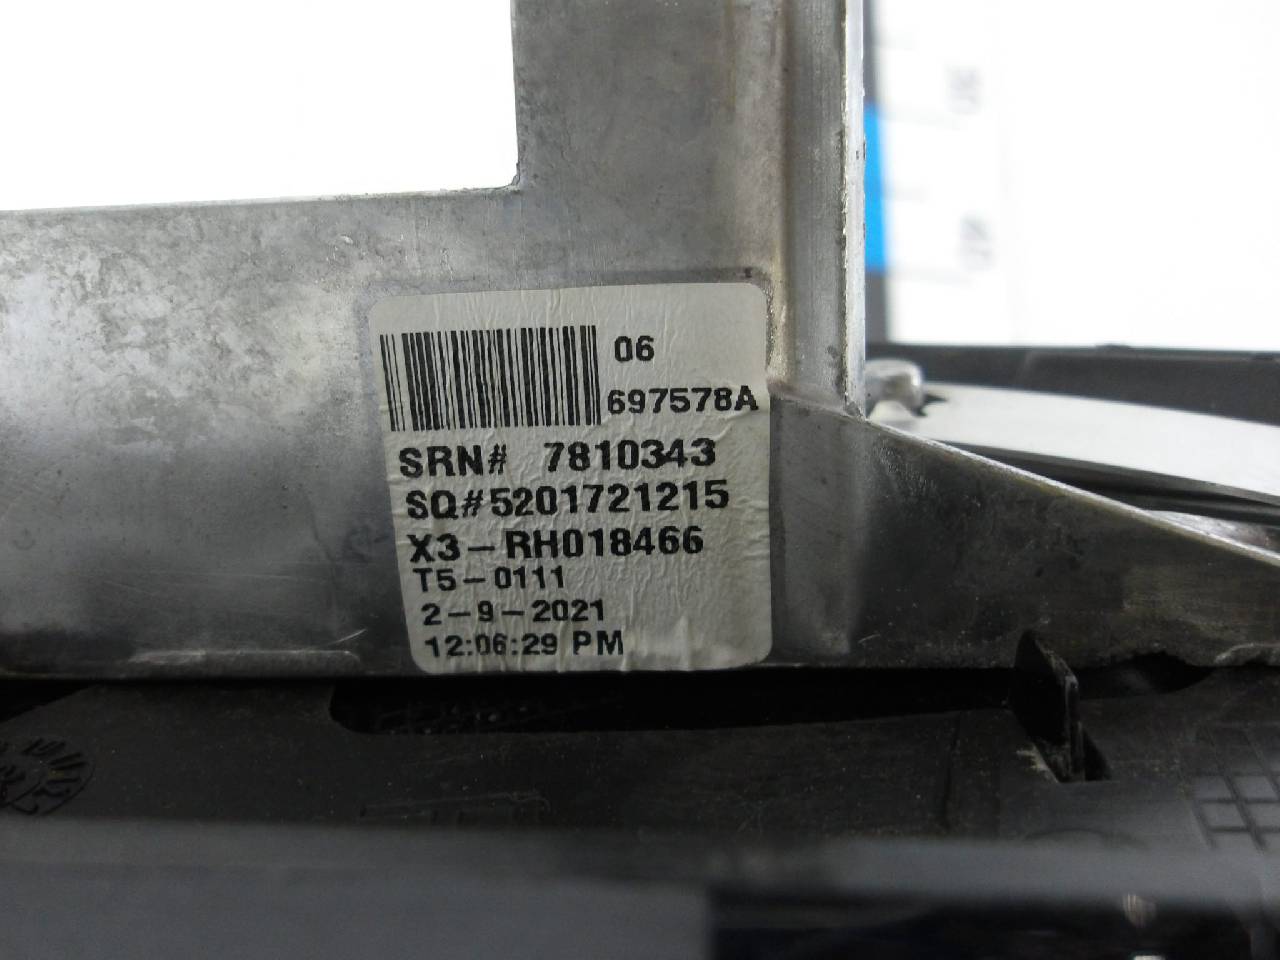 06
697578A
SRN# 7810343
SQ#5201721215
X3-RH018466
T5-0111
2-9-2021
12:06:29 PM